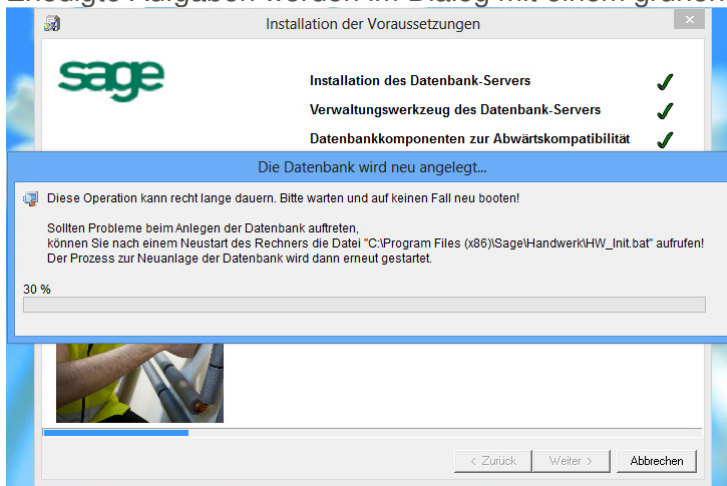 Installation der Voraussetzungen
sage
Installation des Datenbank-Servers
Verwaltungswerkzeug des Datenbank-Servers
Datenbankkomponenten zur Abwärtskompatibilität
Die Datenbank wird neu angelegt...
Diese Operation kann recht lange dauern. Bitte warten und auf keinen Fall neu booten!
Sollten Probleme beim Anlegen der Datenbank auftreten,
können Sie nach einem Neustart des Rechners die Datei "C:\Program Files (x86)\Sage\Handwerk\HW_Init.bat" aufrufen!
Der Prozess zur Neuanlage der Datenbank wird dann erneut gestartet.
30 %
< Zurück
Weiter >
Abbrechen